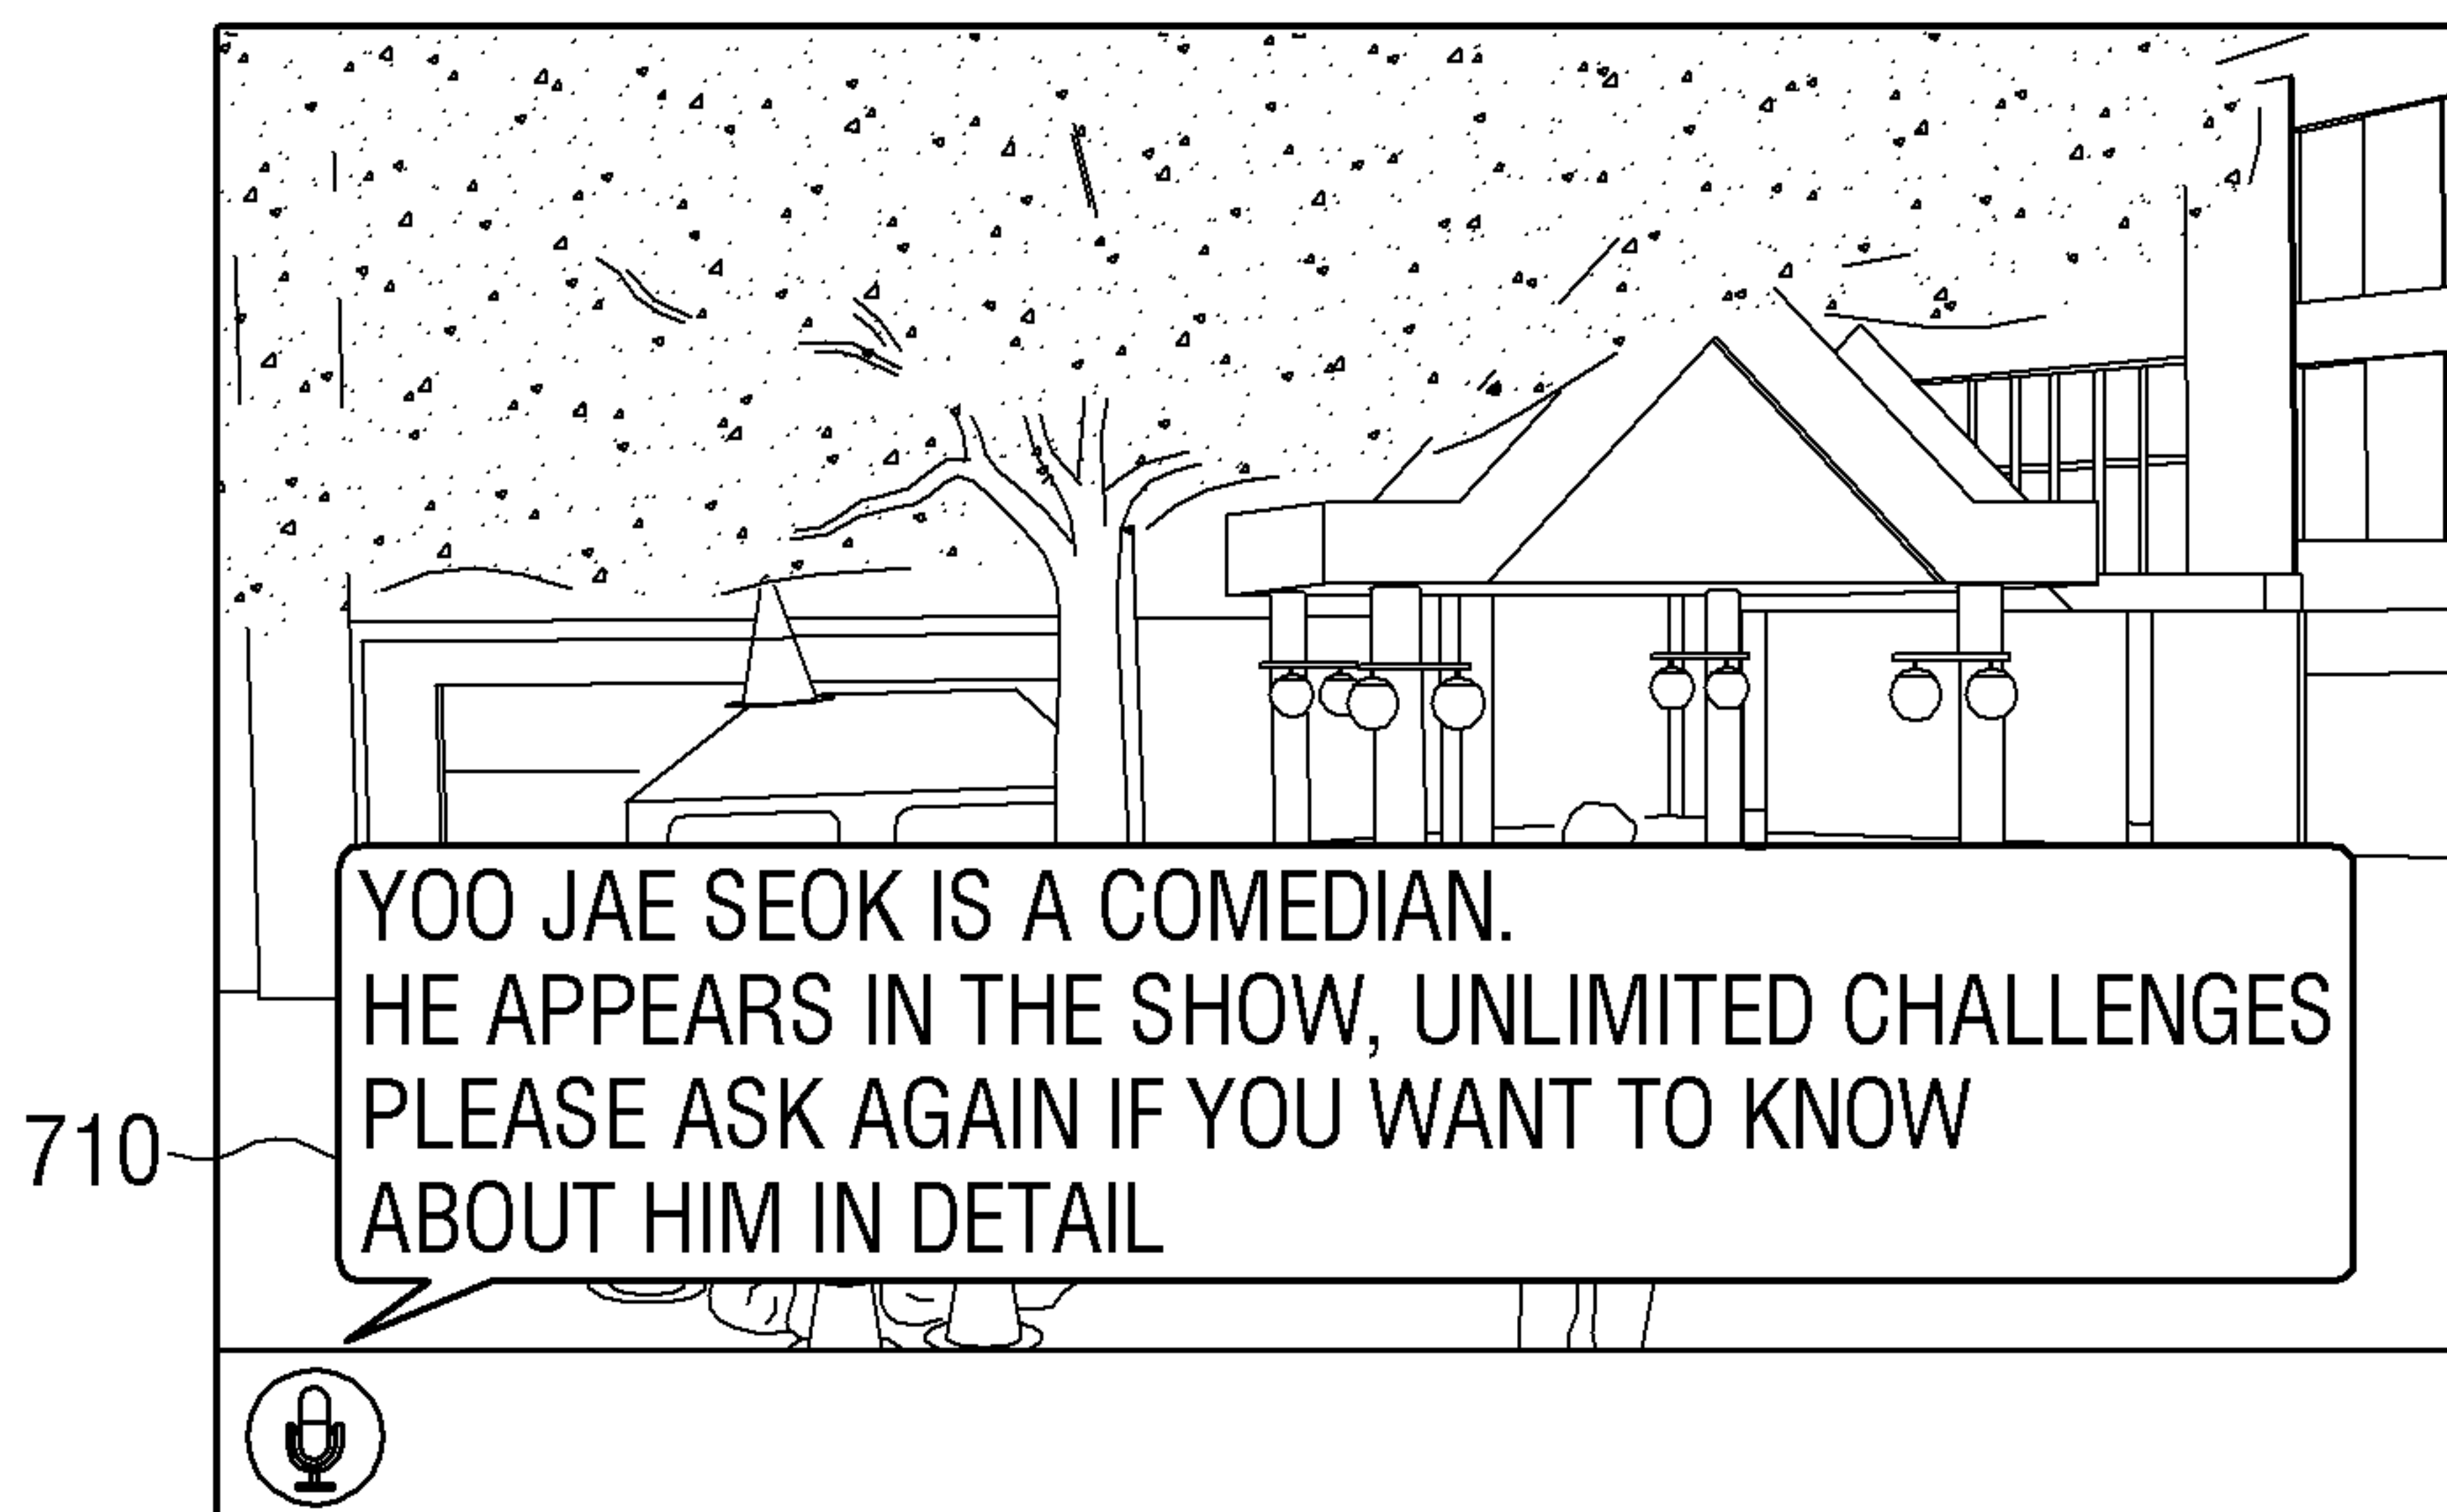 YOO JAE SEOK IS A COMEDIAN.
HE APPEARS IN THE SHOW, UNLIMITED CHALLENGES
PLEASE ASK AGAIN IF YOU WANT TO KNOW
ABOUT HIM IN DETAIL
710